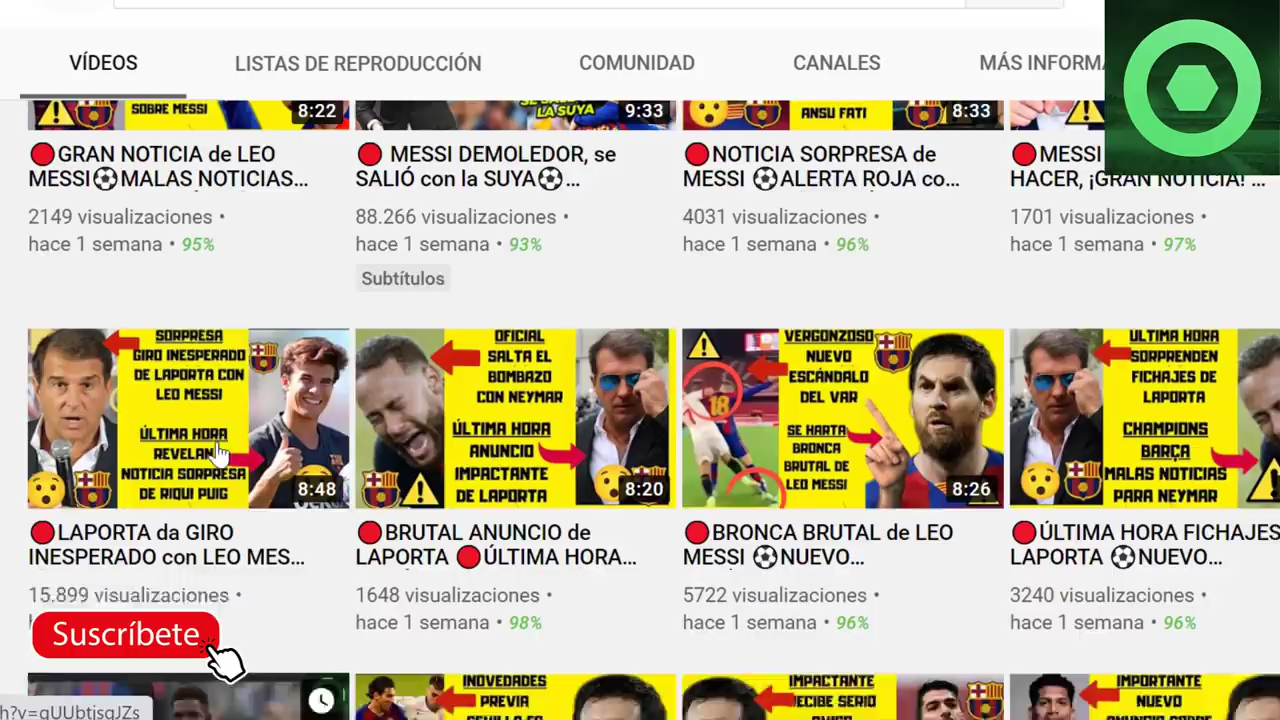 VÍDEOS
LISTAS DE REPRODUCCIÓN
COMUNIDAD
CANALES
MÁS INFORMA
SOBRE MESSI
8:22
SE
LA SUYA
9:33
ANSU FATI
8:33
GRAN NOTICIA de LEO
MESSI⚽MALAS NOTICIAS...
2149 visualizaciones •
hace 1 semana • 95%
MESSI DEMOLEDOR, se
SALIÓ con la SUYA⚽...
88.266 visualizaciones •
hace 1 semana • 93%
Subtítulos
NOTICIA SORPRESA de
MESSI ⚽ALERTA ROJA co...
4031 visualizaciones •
hace 1 semana • 96%
MESSI
HACER, ¡GRAN NOTICIA! ...
1701 visualizaciones •
hace 1 semana • 97%
SORPRESA
GIRO INESPERADO
DE LAPORTA CON
LEO MESSI
ÚLTIMA HORA
REVELAN
NOTICIA SORPRESA
DE RIQUI PUIG
8:48
OFICIAL
SALTA EL
BOMBAZO
CON NEYMAR
ÚLTIMA HORA
ANUNCIO
IMPACTANTE
DE LAPORTA
8:20
VERGONZOSO
NUEVO
ESCÁNDALO
DEL VAR
SE HARTA
BRONCA
BRUTAL DE
LEO MESSI
18
8:26
ÚLTIMA HORA
SORPRENDEN
FICHAJES DE
LAPORTA
CHAMPIONS
BARÇA
MALAS NOTICIAS
PARA NEYMAR
LAPORTA da GIRO
INESPERADO con LEO MES...
15.899 visualizaciones •
BRUTAL ANUNCIO de
LAPORTA 🔴ÚLTIMA HORA...
1648 visualizaciones •
hace 1 semana • 98%
BRONCA BRUTAL de LEO
MESSI ⚽NUEVO...
5722 visualizaciones •
hace 1 semana • 96%
ÚLTIMA HORA FICHAJES
LAPORTA ⚽NUEVO...
3240 visualizaciones •
hace 1 semana • 96%
Suscríbete
NOVEDADES
PREVIA
SEVILLA FC
IMPACTANTE
RECIBE SERIO
AVISO
IMPORTANTE
NUEVO